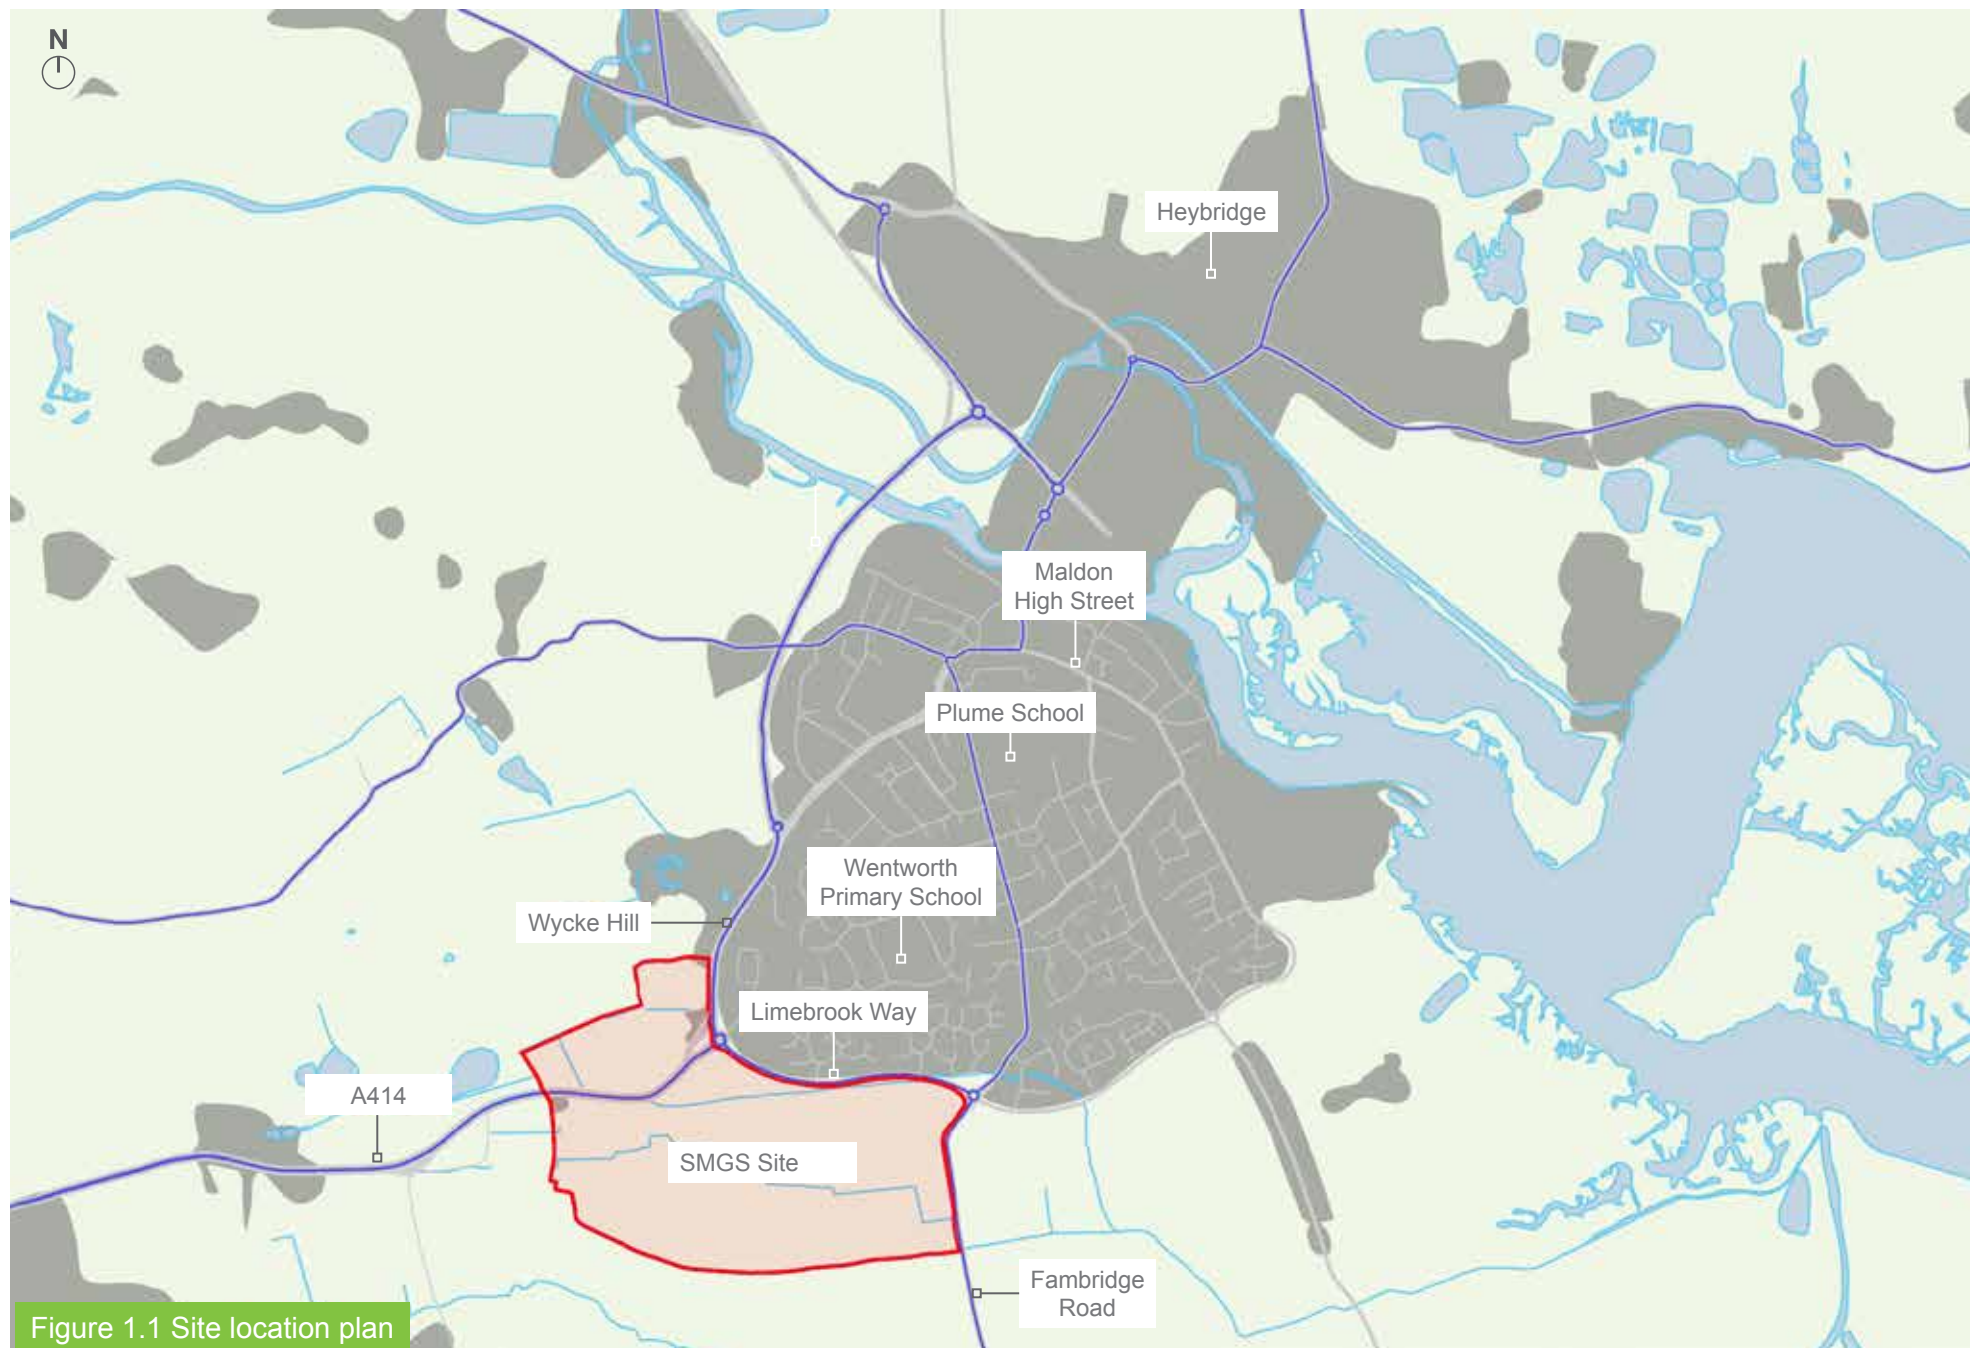 N
Heybridge
Maldon
High Street
Plume School
Wentworth
Primary School
Wycke Hill
Limebrook Way
A414
SMGS Site
Fambridge
Road
Figure 1.1 Site location plan